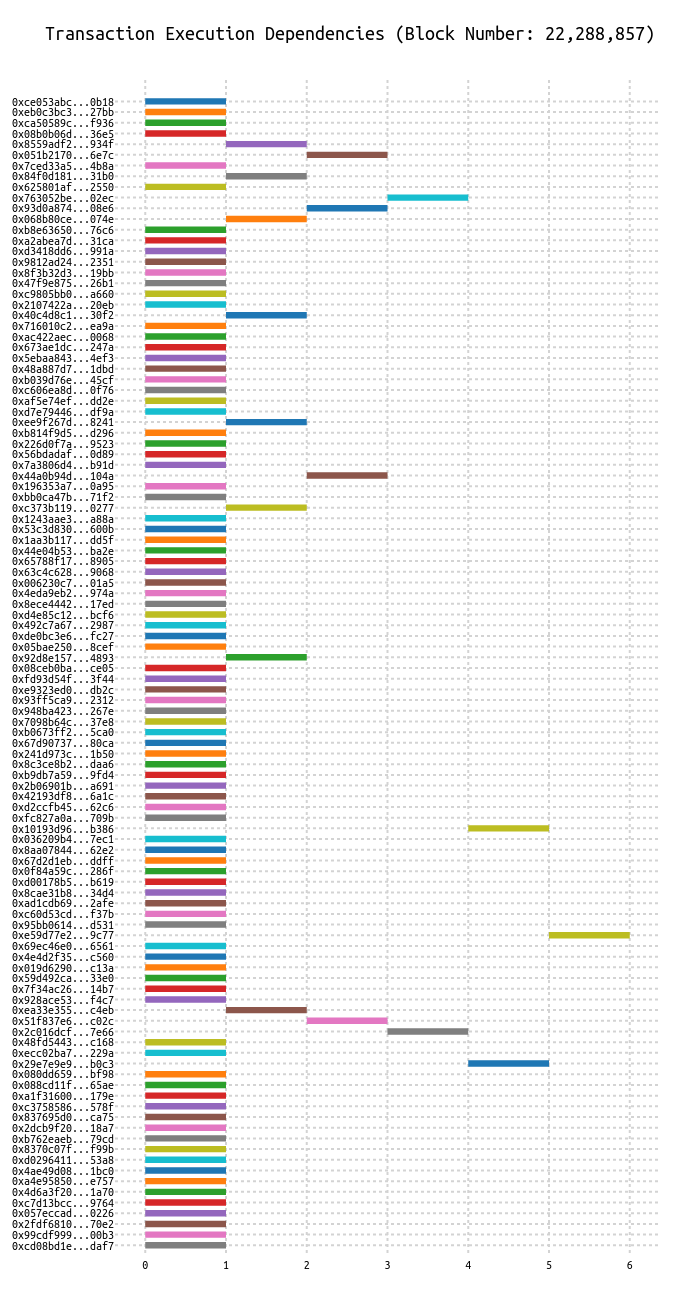 Transaction Execution Dependencies (Block Number: 22,288,857)
0xce053abc...0b18
0xeb0c3bc3...27bb
0xca50589c...f936
0x08b0b06d...36e5
0x8559adf2...934f
0x051b2170...6e7c
0x7ced33a5...4b8a
0x84f0d181...31b0
0x625801af...2550
0x763052be...02ec
0x93d0a874...08e6
0x068b80ce...074e
0xb8e63650...76c6
0xa2abea7d...31ca
0xd3418dd6...991a
0x9812ad24...2351
0x8f3b32d3...19bb
0x47f9e875...26b1
0xc9805bb0...a660
0x2107422a...20eb
0x40c4d8c1...30f2
0x716010c2...ea9a
0xac422aec...0068
0x673ae1dc...247a
0x5ebaa843...4ef3
0x48a887d7...1dbd
0xb039d76e...45cf
0xc606ea8d...0f76
0xaf5e74ef...dd2e
0xd7e79446...df9a
0xee9f267d...8241
0xb814f9d5...d296
0x226d0f7a...9523
0x56bdadaf...0d89
0x7a3806d4...b91d
0x44a0b94d...104a
0x196353a7...0a95
0xbb0ca47b...71f2
0xc373b119...0277
0x1243aae3...a88a
0x53c3d830...600b
0x1aa3b117...dd5f
0x44e04b53...ba2e
0x65788f17...8905
0x63c4c628...9068
0x006230c7...01a5
0x4eda9eb2...974a
0x8ece4442...17ed
0xd4e85c12...bcf6
0x492c7a67...2987
0xde0bc3e6...fc27
0x05bae250...8cef
0x92d8e157...4893
0x08ceb0ba...ce05
0xfd93d54f...3f44
0xe9323ed0...db2c
0x93ff5ca9...2312
0x948ba423...267e
0x7098b64c...37e8
0xb0673ff2...5ca0
0x67d90737...80ca
0x241d973c...1b50
0x8c3ce8b2...daa6
0xb9db7a59...9fd4
0x2b06901b...a691
0x42193df8...6a1c
0xd2ccfb45...62c6
0xfc827a0a...709b
0x10193d96...b386
0x036209b4...7ec1
0x8aa07844...62e2
0x67d2d1eb...ddff
0x0f84a59c...286f
0xd00178b5...b619
0x8cae31b8...34d4
0xad1cdb69...2afe
0xc60d53cd...f37b
0x95bb0614...d531
0xe59d77e2...9c77
0x69ec46e0...6561
0x4e4d2f35...c560
0x019d6290...c13a
0x59d492ca...33e0
0x7f34ac26...14b7
0x928ace53...f4c7
0xea33e355...c4eb
0x51f837e6...c02c
0x2c016dcf...7e66
0x48fd5443...c168
0xecc02ba7...229a
0x29e7e9e9...b0c3
0x080dd659...bf98
0x088cd11f...65ae
0xa1f31600...179e
0xc3758586...578f
0x837695d0...ca75
0x2dcb9f20...18a7
0xb762eaeb...79cd
0x8370c07f...f99b
0xd0296411...53a8
0x4ae49d08...1bc0
0xa4e95850...e757
0x4d6a3f20...1a70
0xc7d13bcc...9764
0x057eccad...0226
0x2fdf6810...70e2
0x99cdf999...00b3
0xcd08bd1e...daf7
0 1 2 3 4 5 6